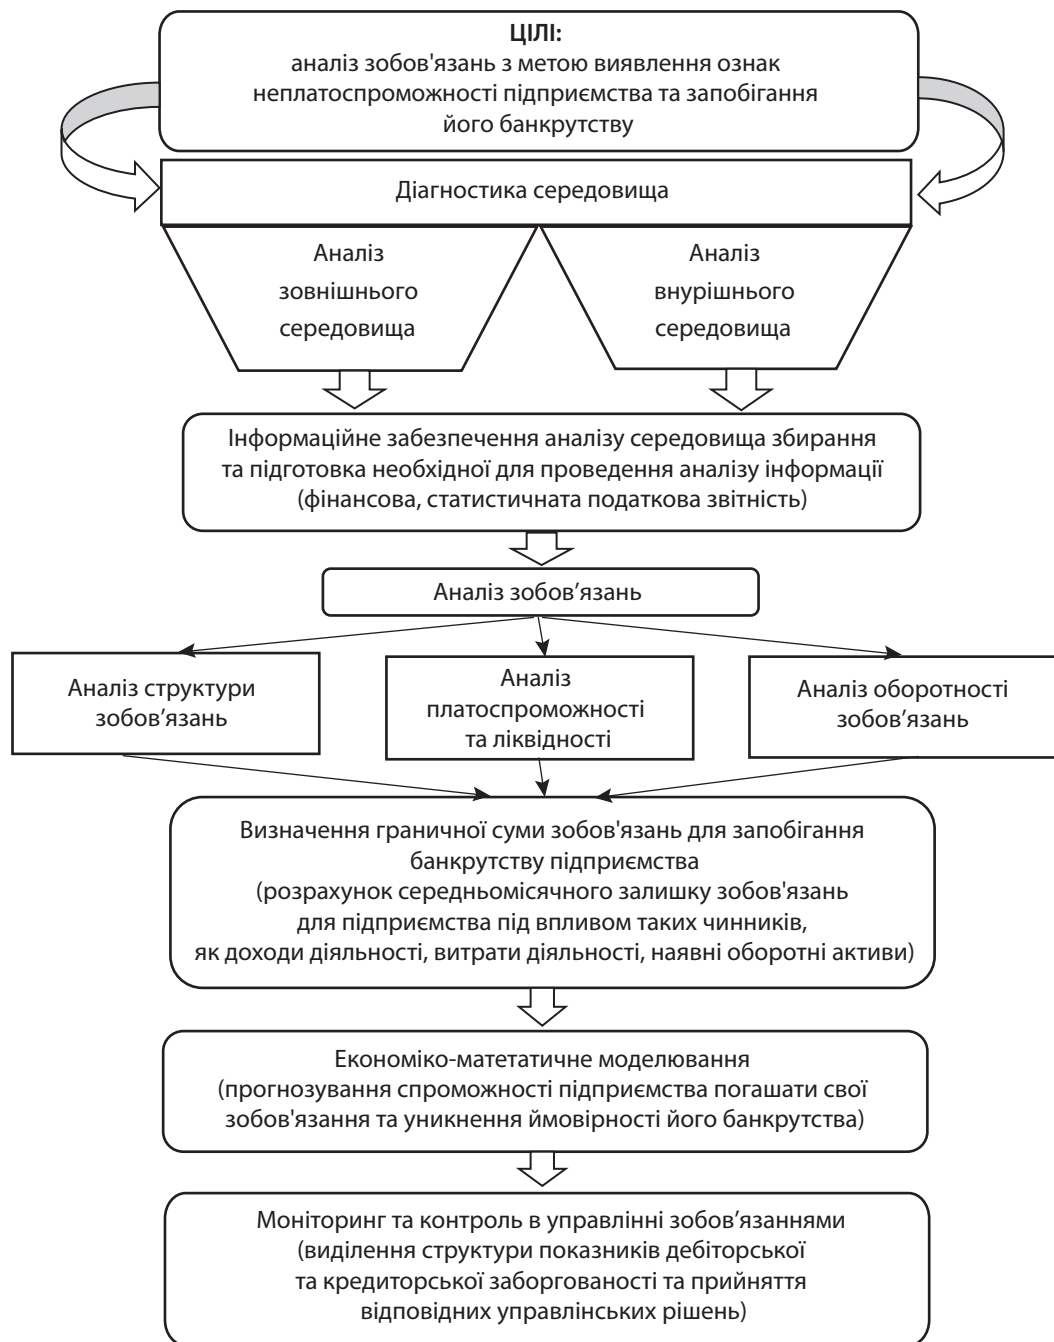 ЦІЛІ:
аналіз зобов'язань з метою виявлення ознак
неплатоспроможності підприємства та запобігання
його банкрутству
Діагностика середовища
Аналіз
зовнішнього
середовища
Аналіз
внурішнього
середовища
Інформаційне забезпечення аналізу середовища збирання
та підготовка необхідної для проведення аналізу інформації
(фінансова, статистичната податкова звітність)
Аналіз зобов’язань
Аналіз структури
зобов’язань
Аналіз
платоспроможності
та ліквідності
Аналіз оборотності
зобов’язань
Визначення граничної суми зобов'язань для запобігання
банкрутству підприємства
(розрахунок середньомісячного залишку зобов'язань
для підприємства під впливом таких чинників,
як доходи діяльності, витрати діяльності, наявні оборотні активи)
Економіко-матетатичне моделювання
(прогнозування спроможності підприємства погашати свої
зобов'язання та уникнення ймовірності його банкрутства)
Моніторинг та контроль в управлінні зобов’язаннями
(виділення структури показників дебіторської
та кредиторської заборгованості та прийняття
відповідних управлінських рішень)